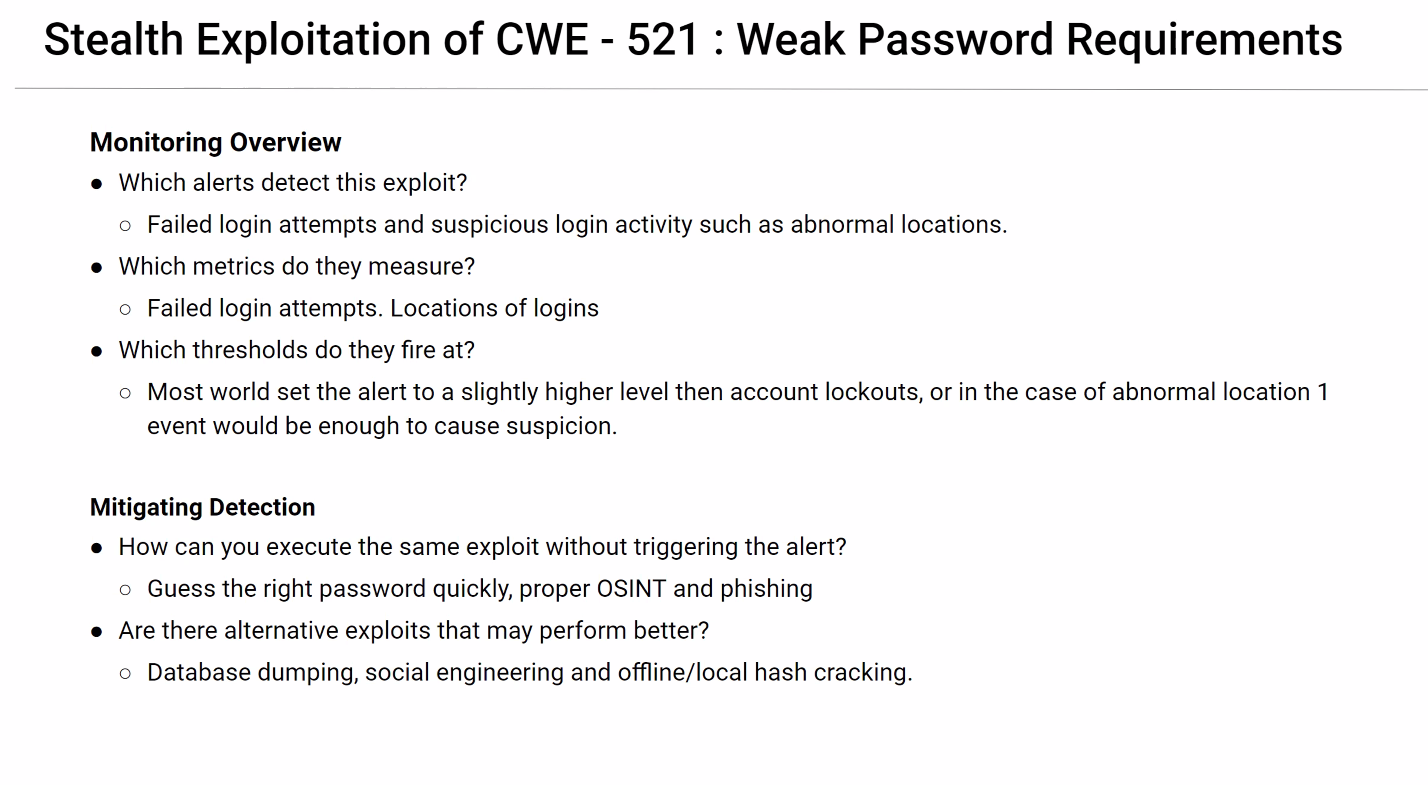 Stealth Exploitation of CWE - 521 : Weak Password Requirements
Monitoring Overview
● Which alerts detect this exploit?
○ Failed login attempts and suspicious login activity such as abnormal locations.
● Which metrics do they measure?
○ Failed login attempts. Locations of logins
● Which thresholds do they fire at?
○ Most world set the alert to a slightly higher level then account lockouts, or in the case of abnormal location 1
event would be enough to cause suspicion.
Mitigating Detection
● How can you execute the same exploit without triggering the alert?
○ Guess the right password quickly, proper OSINT and phishing
● Are there alternative exploits that may perform better?
○ Database dumping, social engineering and offline/local hash cracking.